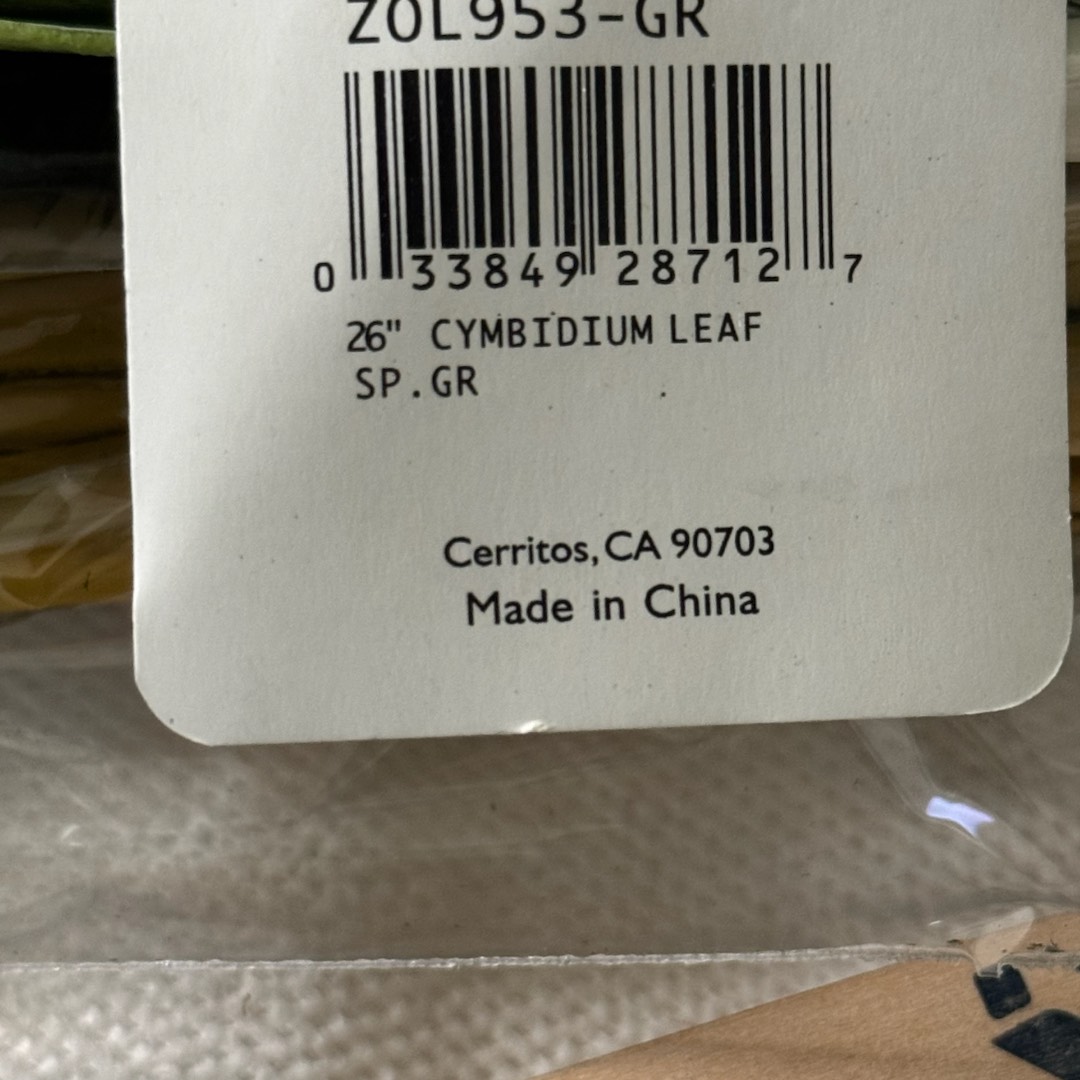 ZOL953-GR
0 33849 28712 7
26" CYMBIDIUM LEAF
SP.GR
Cerritos, CA 90703
Made in China